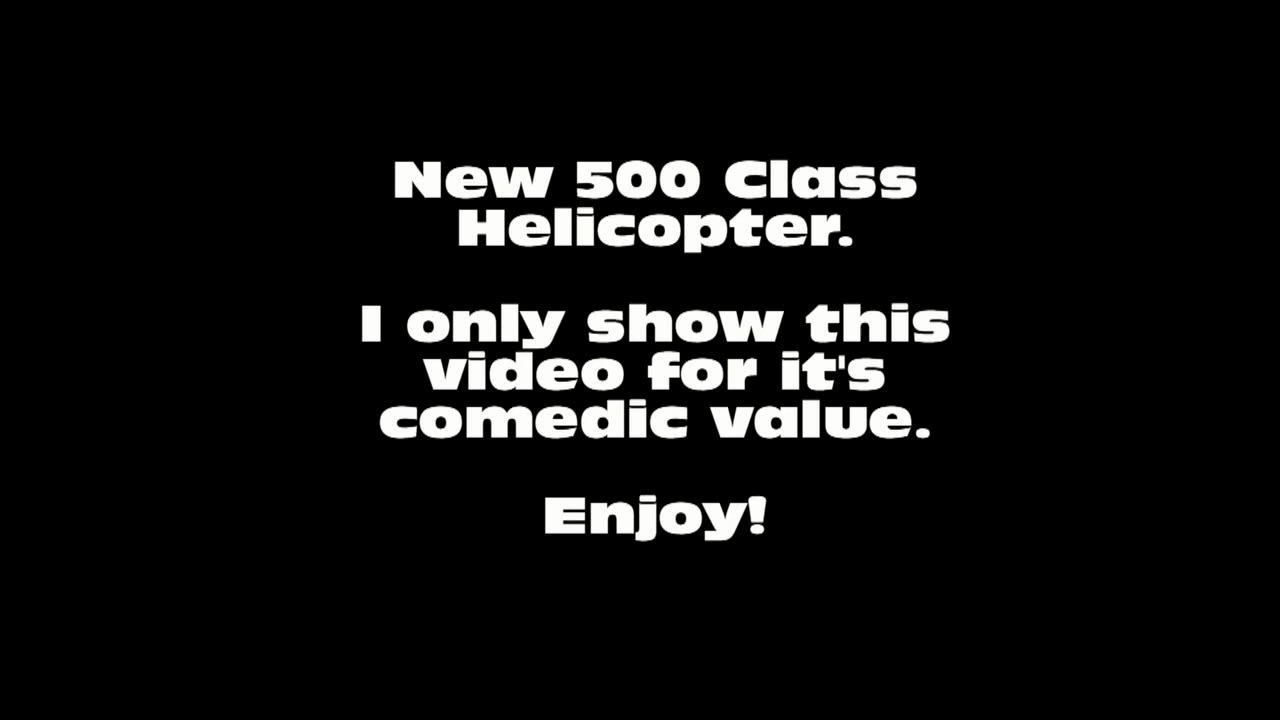 New 500 Class
Helicopter.
I only show this
video for it's
comedic value.
Enjoy!